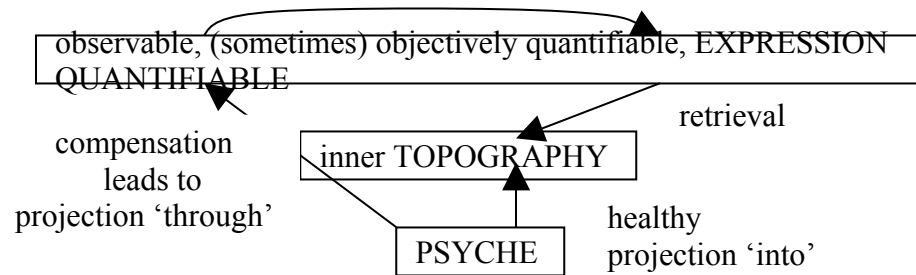 observable, (sometimes) objectively quantifiable, EXPRESSION
QUANTIFIABLE
retrieval
compensation
leads to
projection ‘through’
inner TOPOGRAPHY
healthy
projection ‘into’
PSYCHE